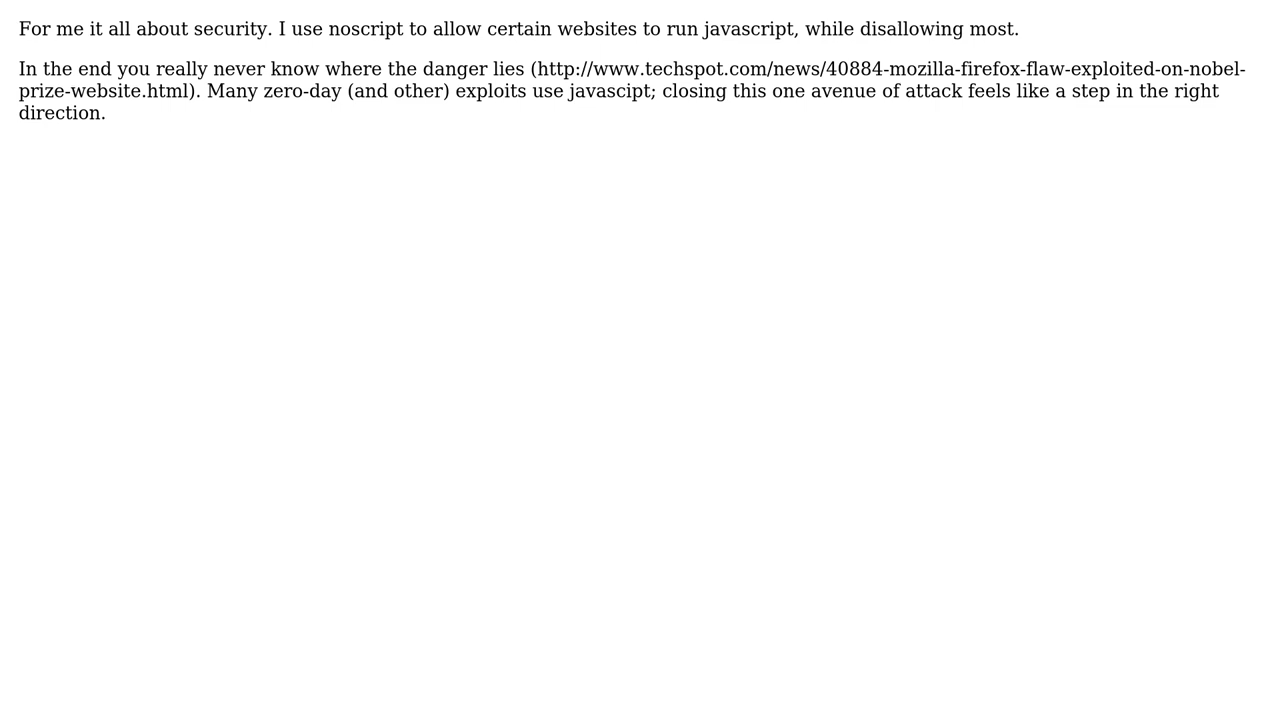 For me it all about security. I use noscript to allow certain websites to run javascript, while disallowing most.
In the end you really never know where the danger lies (http://www.techspot.com/news/40884-mozilla-firefox-flaw-exploited-on-nobel-
prize-website.html). Many zero-day (and other) exploits use javascipt; closing this one avenue of attack feels like a step in the right
direction.